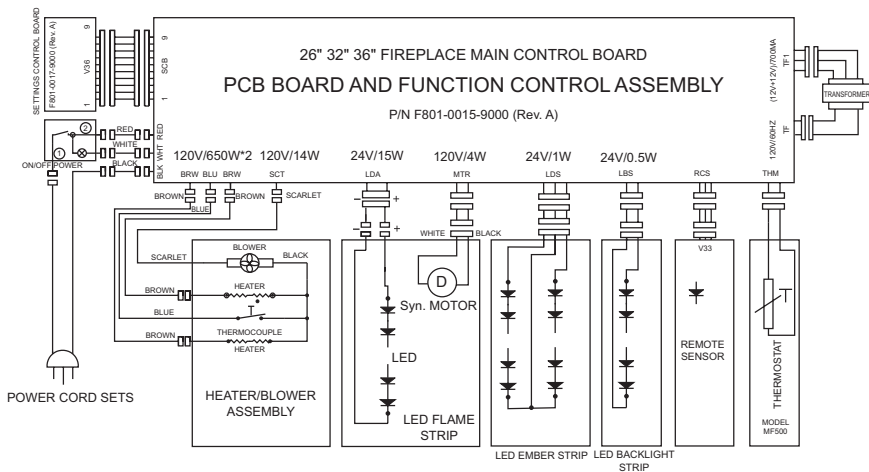 SETTINGS CONTROL BOARD
F801-0017-9000 (Rev. A)
9
V36
1
9
SCB
1
26" 32" 36" FIREPLACE MAIN CONTROL BOARD
PCB BOARD AND FUNCTION CONTROL ASSEMBLY
P/N F801-0015-9000 (Rev. A)
(12V+12V)/700MA
TF1
TRANSFORMER
120V/60HZ
TF
2
1
RED
WHITE
BLACK
RED
WHT
BLK
ON/OFF POWER
120V/650W*2
120V/14W
24V/15W
120V/4W
24V/1W
24V/0.5W
BRW BLU BRW
SCT
LDA
MTR
LDS
LBS
RCS
THM
BROWN
BLUE
BROWN
SCARLET
– +
– +
WHITE
BLACK
V33
SCARLET
BLOWER
BLACK
BROWN
HEATER
BLUE
THERMOCOUPLE
BROWN
HEATER
D
Syn. MOTOR
LED
REMOTE
SENSOR
THERMOSTAT
POWER CORD SETS
HEATER/BLOWER
ASSEMBLY
LED FLAME
STRIP
LED EMBER STRIP
LED BACKLIGHT
STRIP
MODEL
MF500